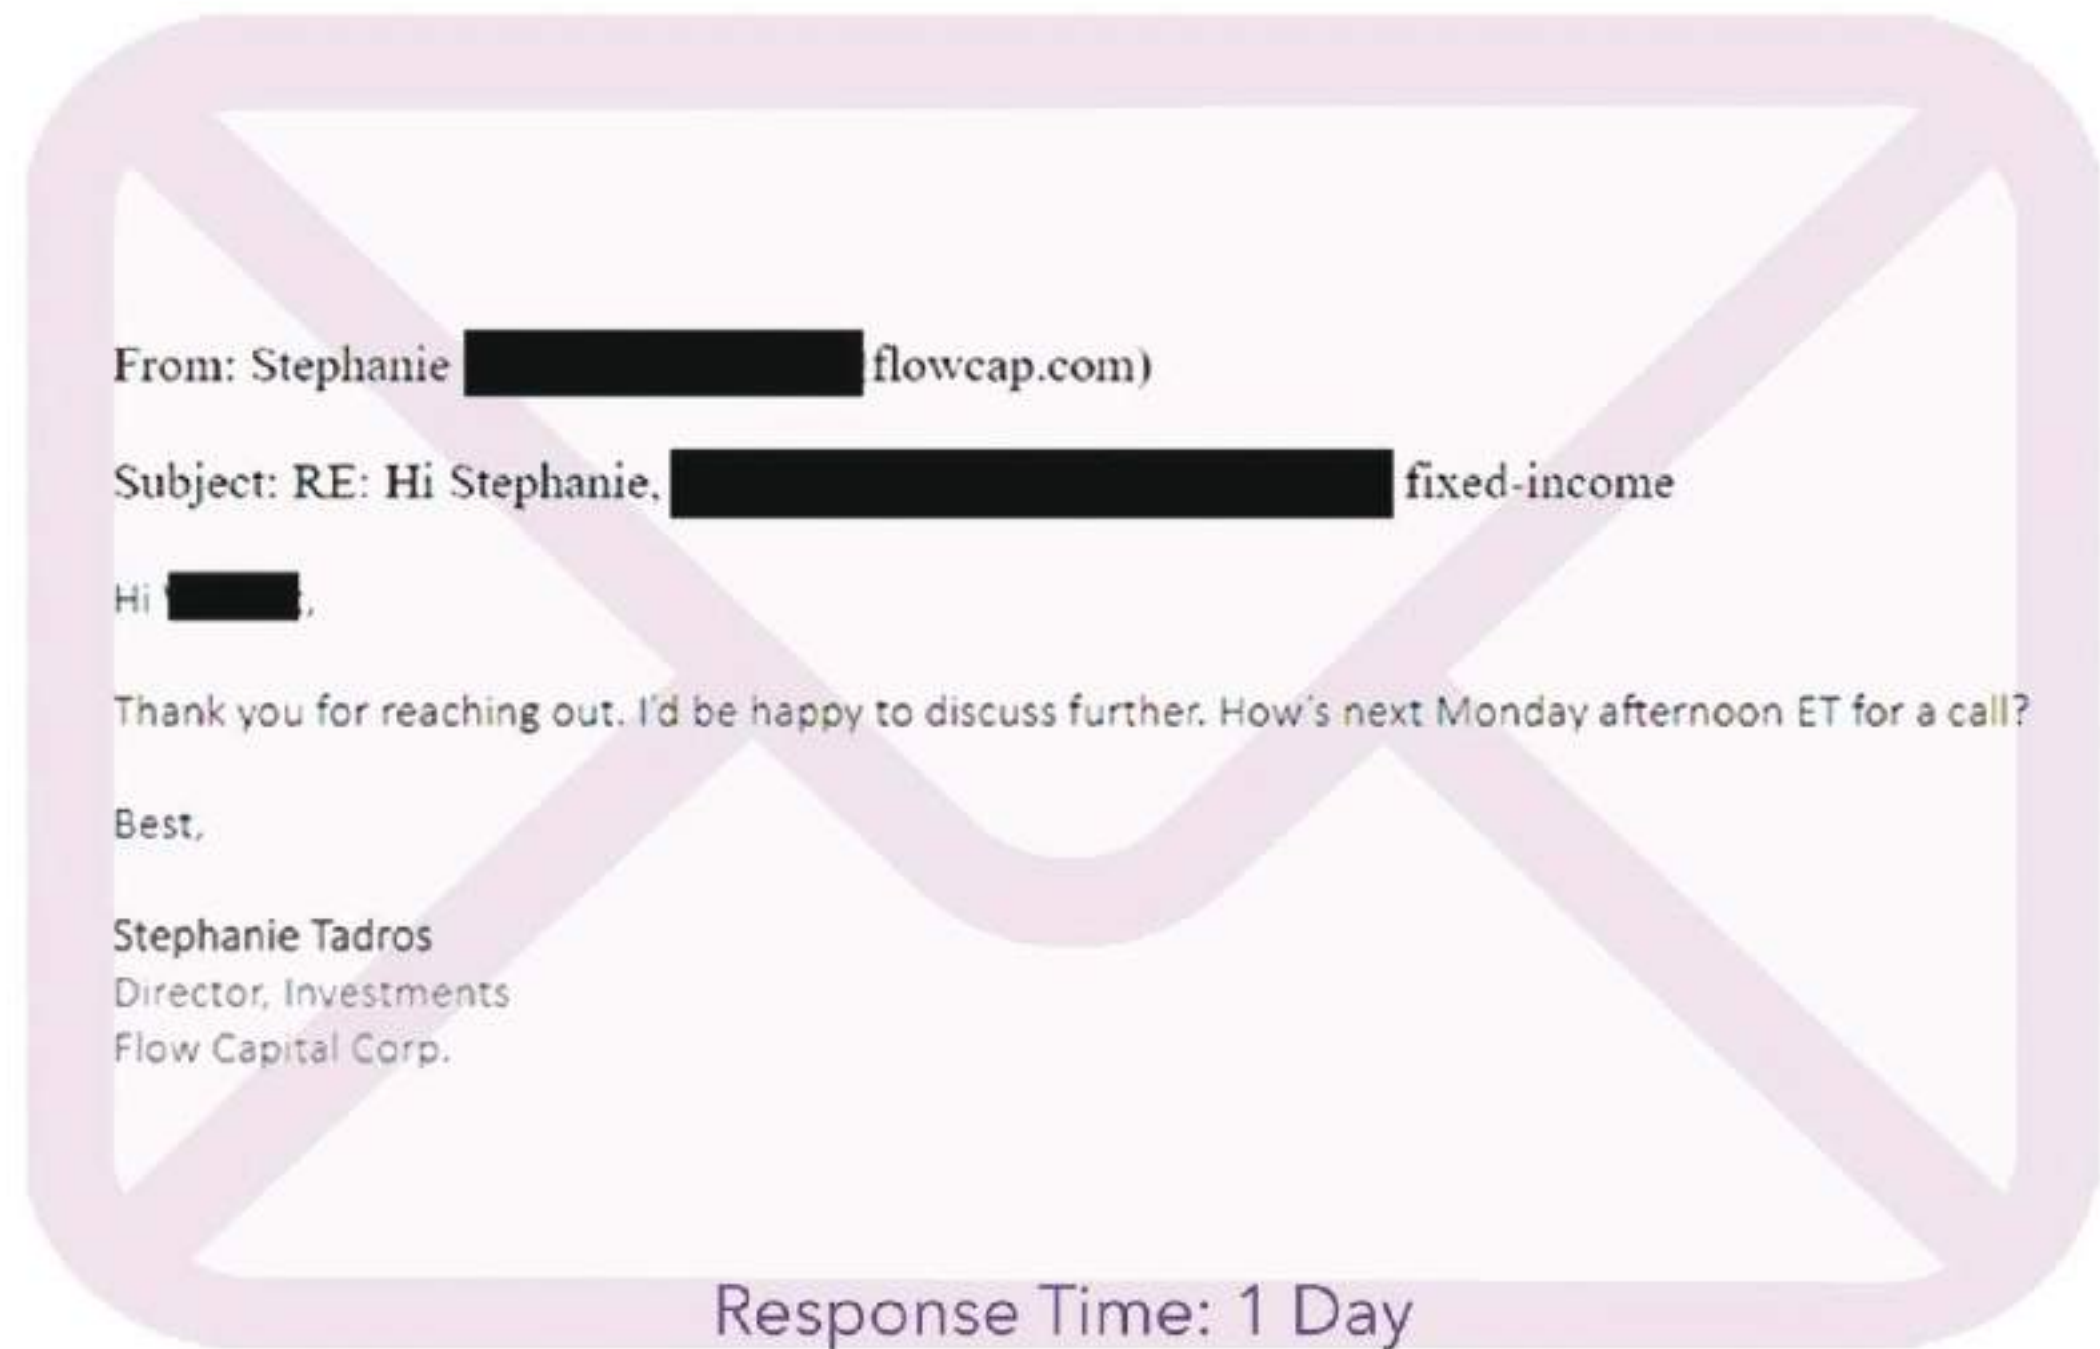 From: Stephanie flowcap.com)
Subject: RE: Hi Stephanie, fixed-income
Hi ,
Thank you for reaching out. I'd be happy to discuss further. How's next Monday afternoon ET for a call?
Best,
Stephanie Tadros
Director, Investments
Flow Capital Corp.
Response Time: 1 Day